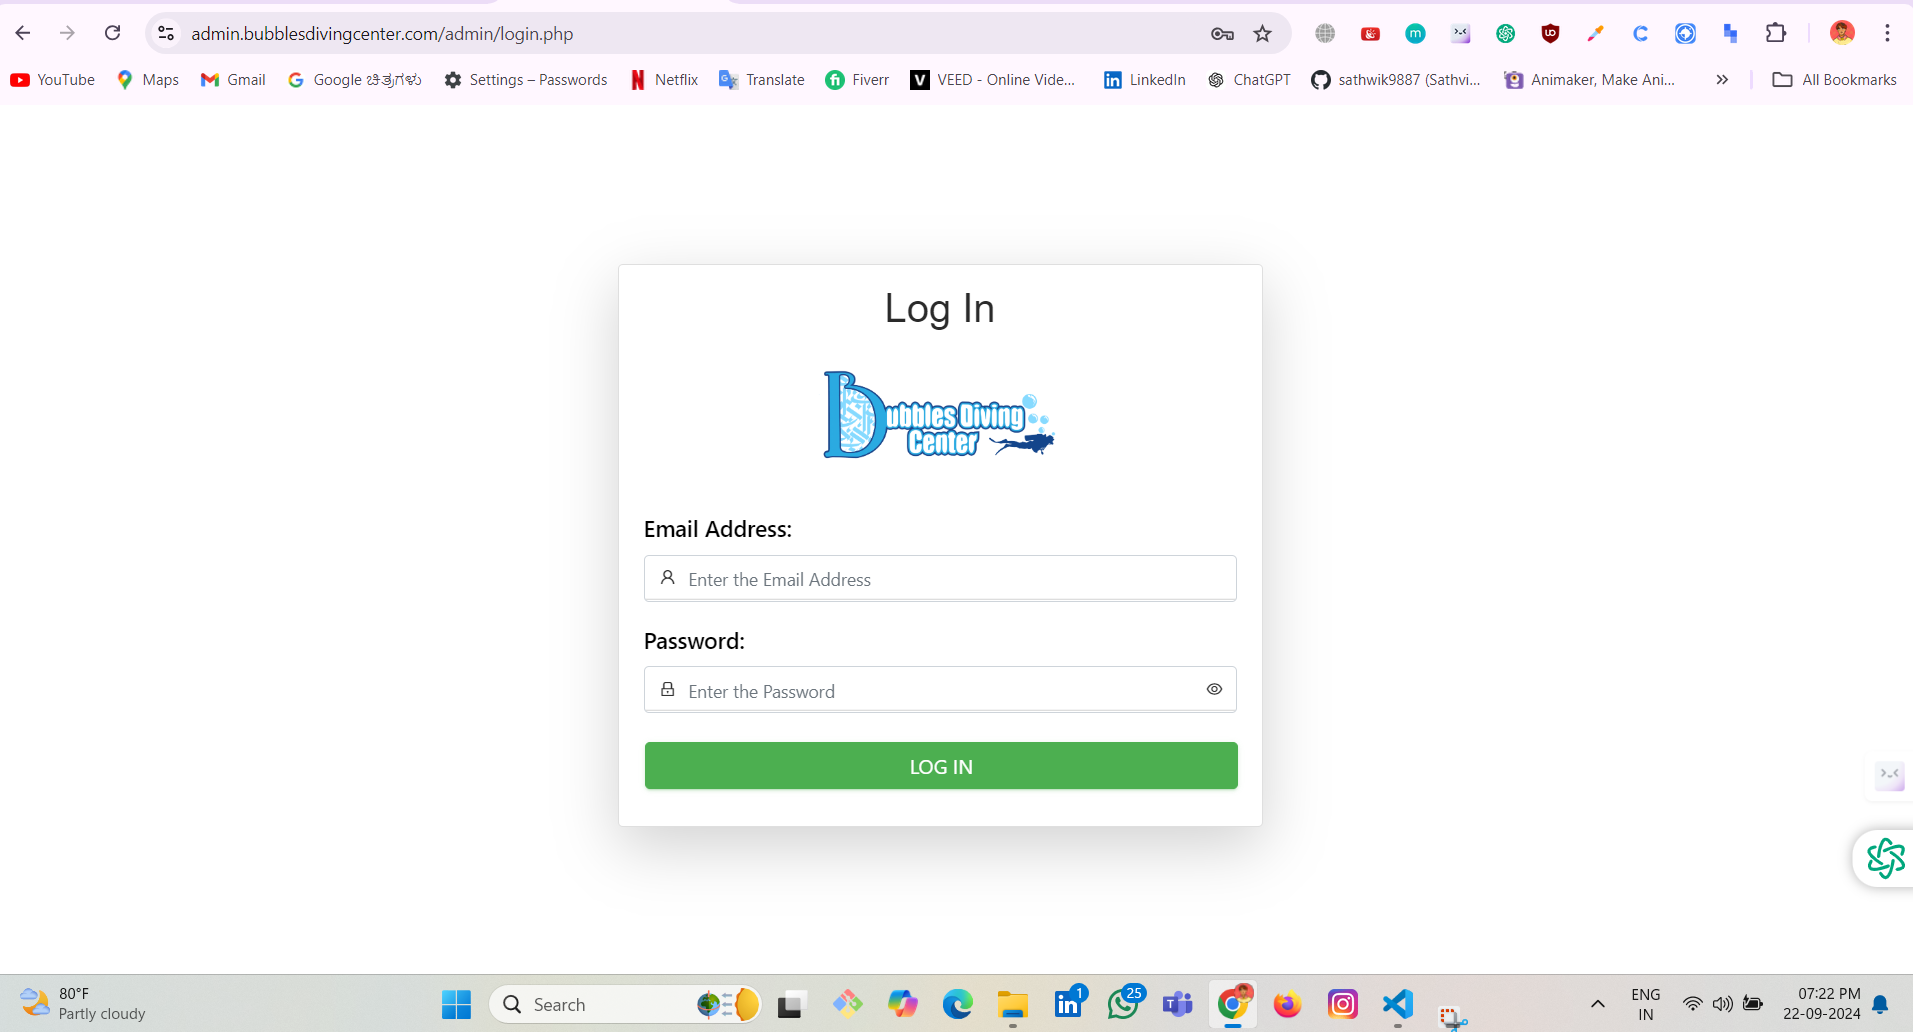 admin.bubblesdivingcenter.com/admin/login.php
YouTube Maps Gmail Google ಚಿತ್ರಗಳು Settings – Passwords Netflix Translate Fiverr VEED - Online Vide... LinkedIn ChatGPT sathwik9887 (Sathvi... Animaker, Make Ani... All Bookmarks
Log In
Bubbles Diving
Center
Email Address:
Enter the Email Address
Password:
Enter the Password
LOG IN
80°F
Partly cloudy
Search
1
25
ENG
IN
07:22 PM
22-09-2024